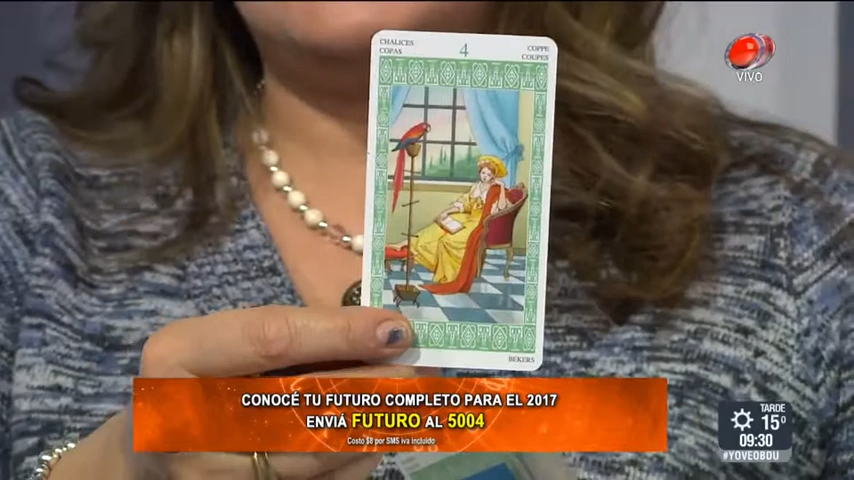 CHALICES
COPAS
4
COPPE
COUPES
BEKERS
VIVO
CONOCÉ TU FUTURO COMPLETO PARA EL 2017
ENVIÁ FUTURO AL 5004
Costo $8 por SMS iva incluido
TARDE
15°
09:30
#YOVEOBDU